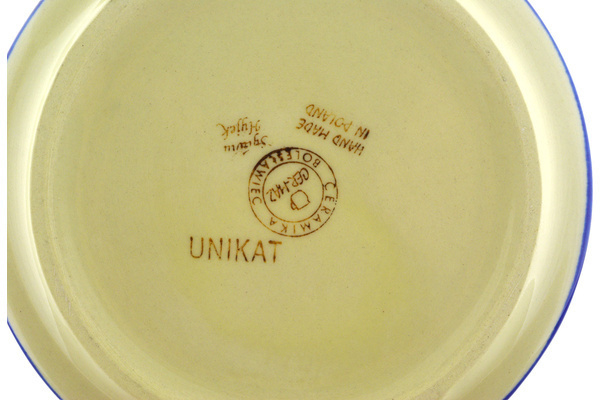 HAND MADE
IN POLAND
CERAMIKA
BOLESŁAWIEC
UNIKAT